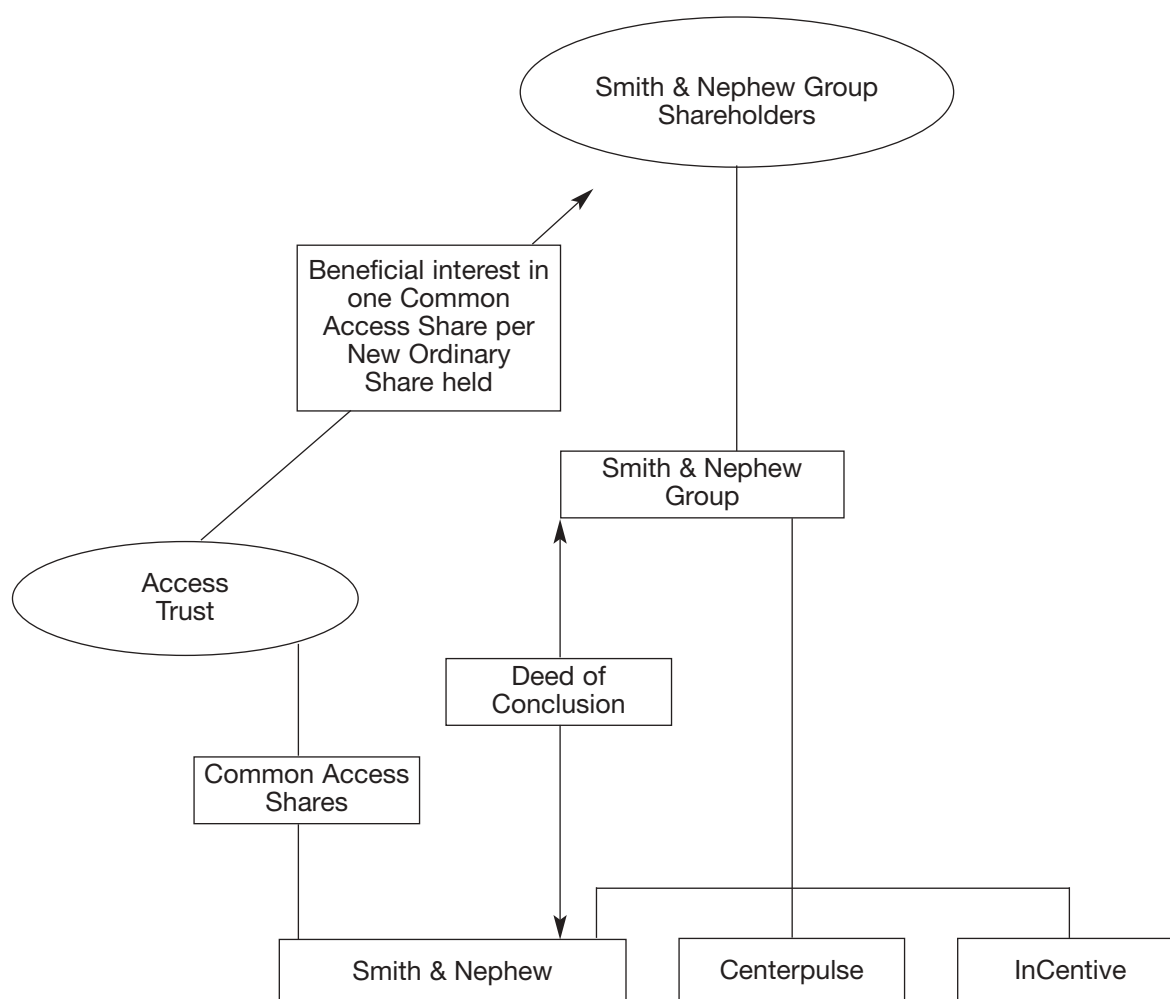 Smith & Nephew Group
Shareholders
Beneficial interest in
one Common
Access Share per
New Ordinary
Share held
Smith & Nephew
Group
Access
Trust
Deed of
Conclusion
Common Access
Shares
Smith & Nephew
Centerpulse
InCentive